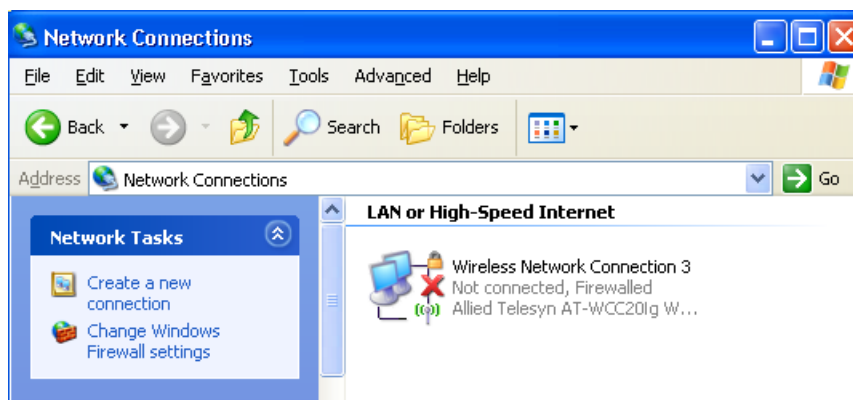 Network Connections
File Edit View Favorites Tools Advanced Help
Back Search Folders
Address Network Connections Go
Network Tasks
Create a new
connection
Change Windows
Firewall settings
LAN or High-Speed Internet
Wireless Network Connection 3
Not connected, Firewalled
Allied Telesyn AT-WCC201g W...